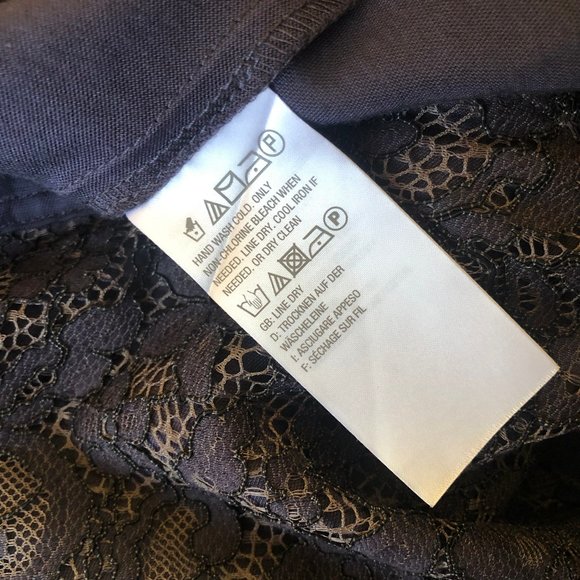 P
HAND WASH COLD. ONLY
NON-CHLORINE BLEACH WHEN
NEEDED. LINE DRY. COOL IRON IF
NEEDED. OR DRY CLEAN
P
GB: LINE DRY
D: TROCKNEN AUF DER
WÄSCHELEINE
I: ASCIUGARE APPESO
F: SÉCHAGE SUR FIL